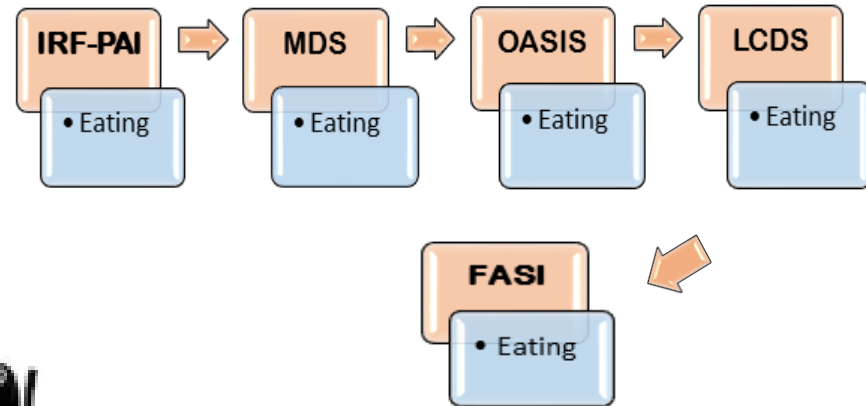 IRF-PAI
• Eating
MDS
• Eating
OASIS
• Eating
LCDS
• Eating
FASI
• Eating